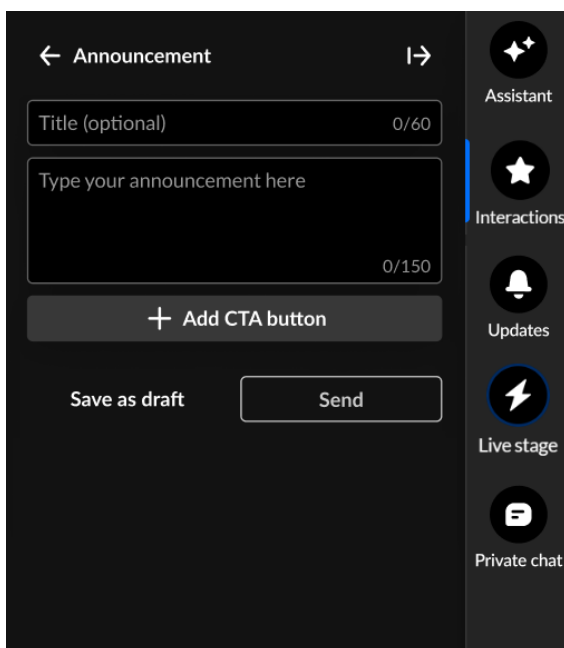 Announcement
Title (optional) 0/60
Type your announcement here
0/150
Add CTA button
Save as draft
Send
Assistant
Interactions
Updates
Live stage
Private chat